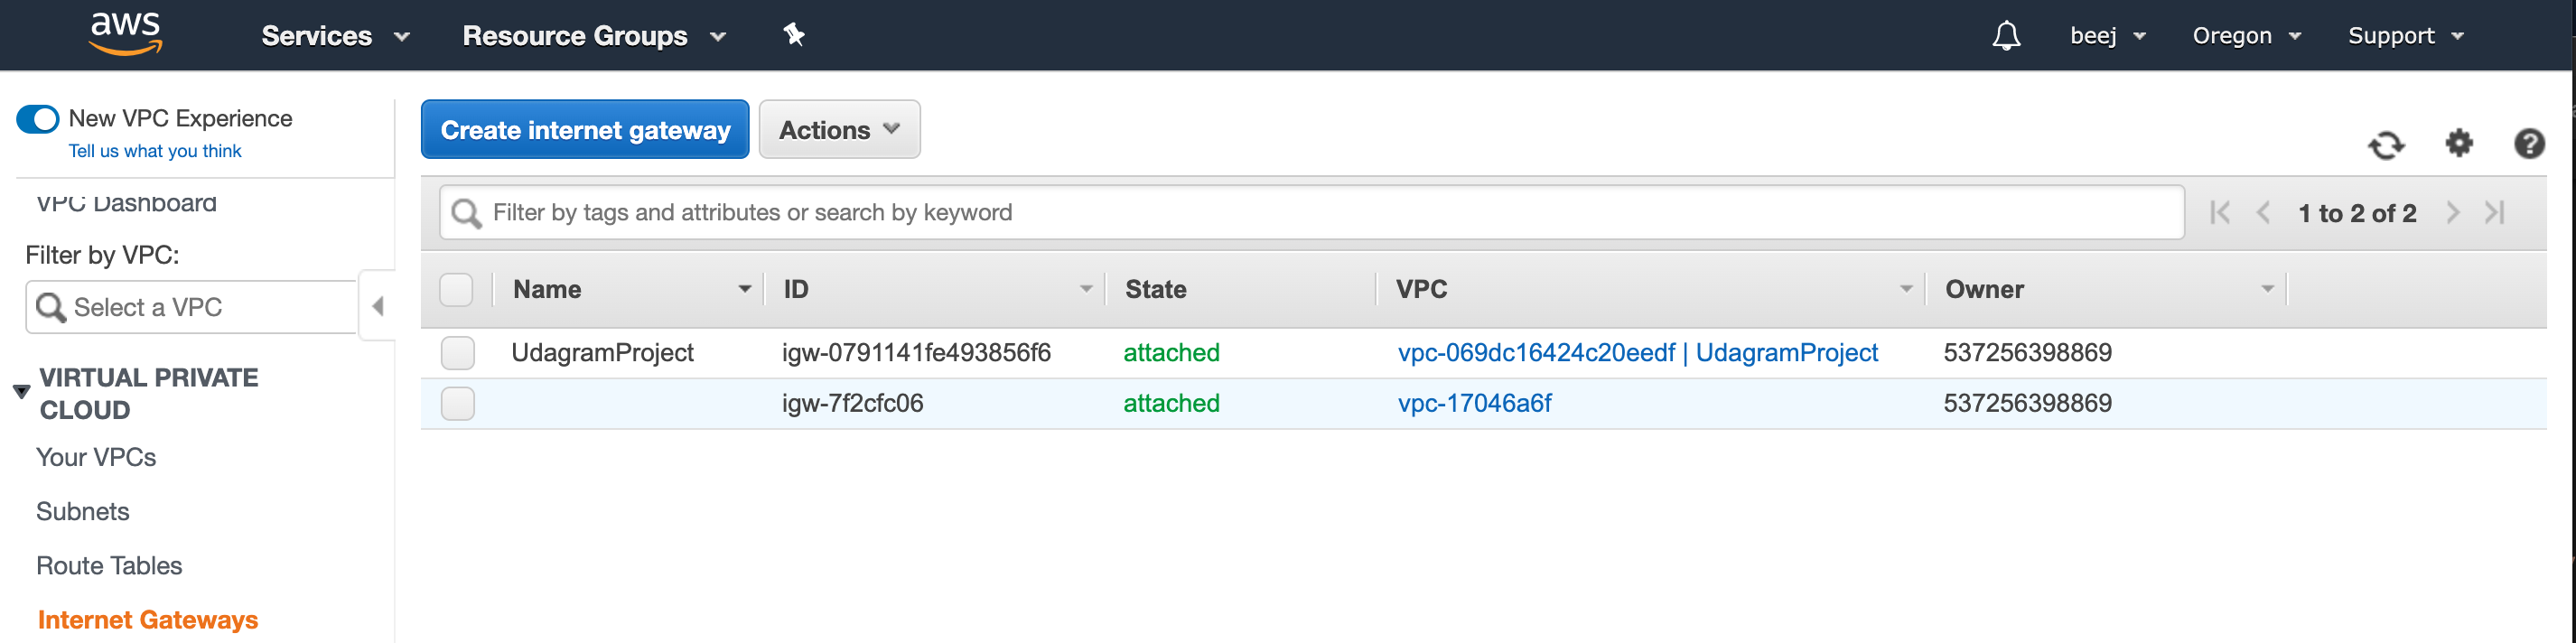 aws Services Resource Groups beej Oregon Support
New VPC Experience
Tell us what you think
VPC Dashboard
Filter by VPC:
Select a VPC
VIRTUAL PRIVATE
CLOUD
Your VPCs
Subnets
Route Tables
Internet Gateways
Create internet gateway Actions
Filter by tags and attributes or search by keyword 1 to 2 of 2
Name ID State VPC Owner
UdagramProject igw-0791141fe493856f6 attached vpc-069dc16424c20eedf | UdagramProject 537256398869
igw-7f2cfc06 attached vpc-17046a6f 537256398869